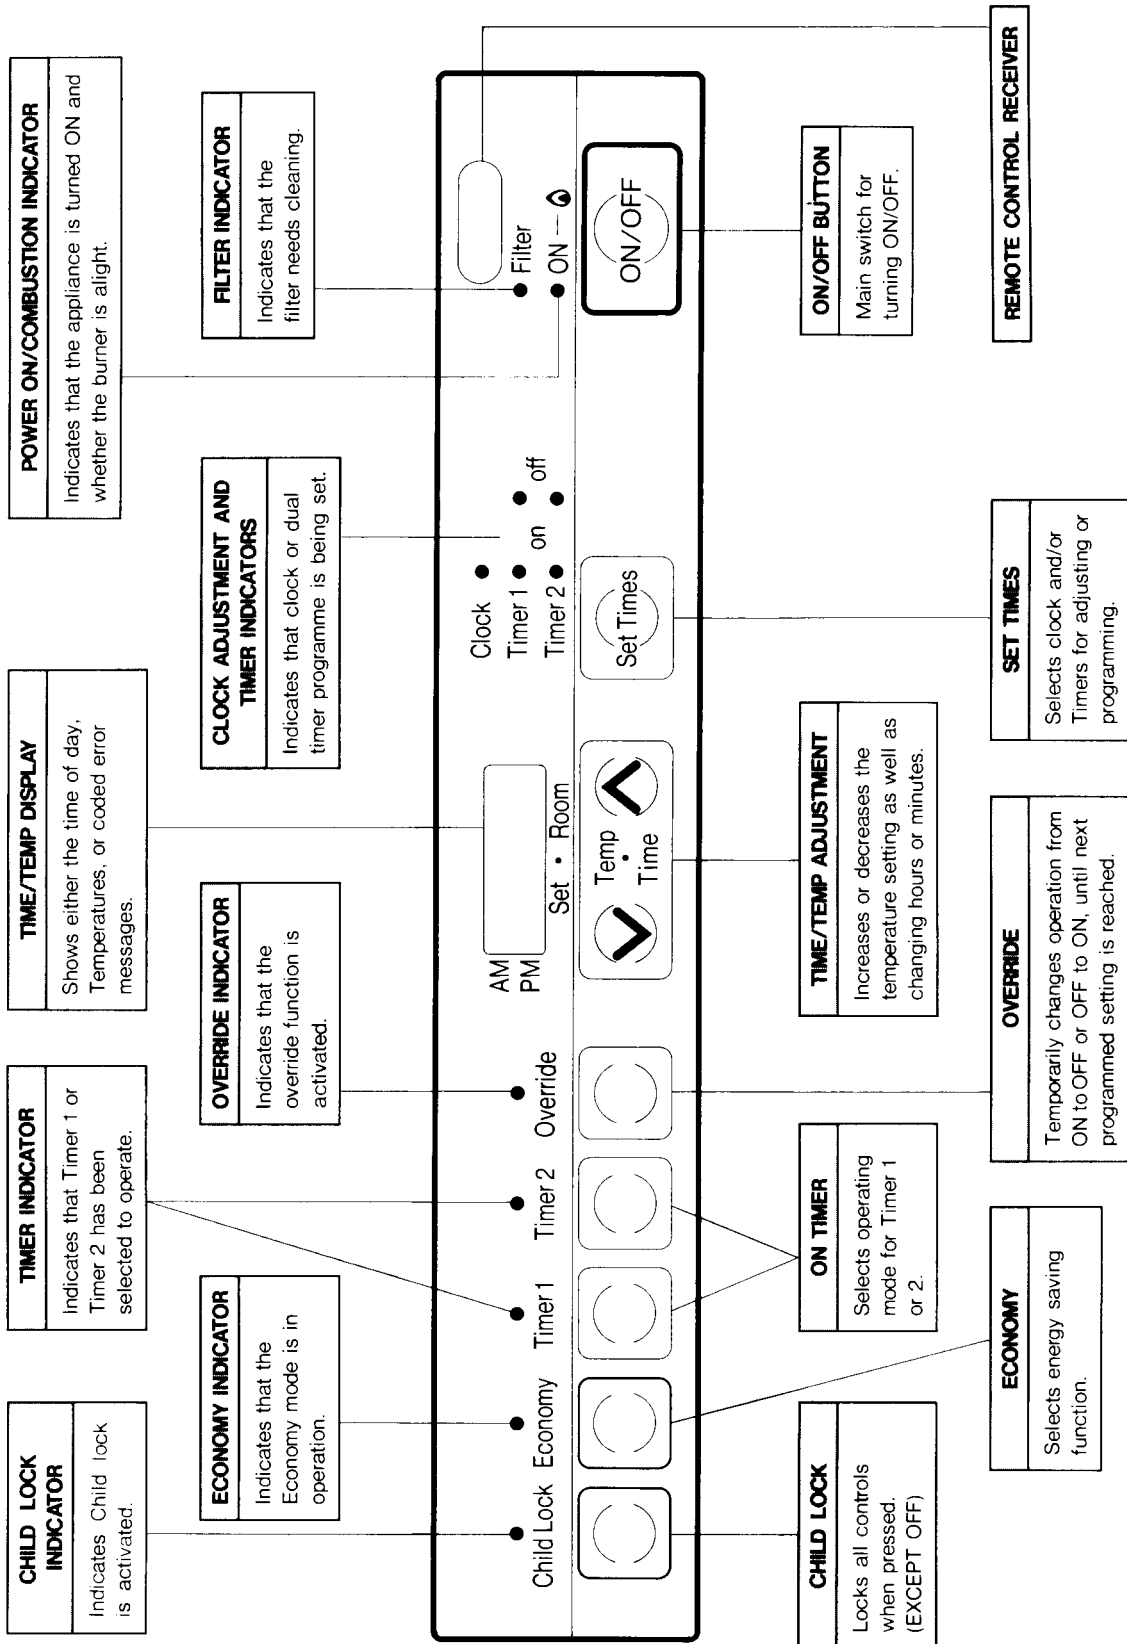 CHILD LOCK
INDICATOR
Indicates Child lock
is activated.
TIMER INDICATOR
Indicates that Timer 1 or
Timer 2 has been
selected to operate.
TIME/TEMP DISPLAY
Shows either the time of day,
Temperatures, or coded error
messages.
POWER ON/COMBUSTION INDICATOR
Indicates that the appliance is turned ON and
whether the burner is alight.
ECONOMY INDICATOR
Indicates that the
Economy mode is in
operation.
OVERRIDE INDICATOR
Indicates that the
override function is
activated.
CLOCK ADJUSTMENT AND
TIMER INDICATORS
Indicates that clock or dual
timer programme is being set.
FILTER INDICATOR
Indicates that the
filter needs cleaning.
Child Lock
Economy
Timer 1
Timer 2
Override
AM
PM
Set • Room
Clock
Timer 1 on off
Timer 2
Filter
ON
Temp
•
Time
Set Times
ON/OFF
CHILD LOCK
Locks all controls
when pressed.
(EXCEPT OFF)
ON TIMER
Selects operating
mode for Timer 1
or 2.
TIME/TEMP ADJUSTMENT
Increases or decreases the
temperature setting as well as
changing hours or minutes.
ON/OFF BUTTON
Main switch for
turning ON/OFF.
ECONOMY
Selects energy saving
function.
OVERRIDE
Temporarily changes operation from
ON to OFF or OFF to ON, until next
programmed setting is reached.
SET TIMES
Selects clock and/or
Timers for adjusting or
programming.
REMOTE CONTROL RECEIVER